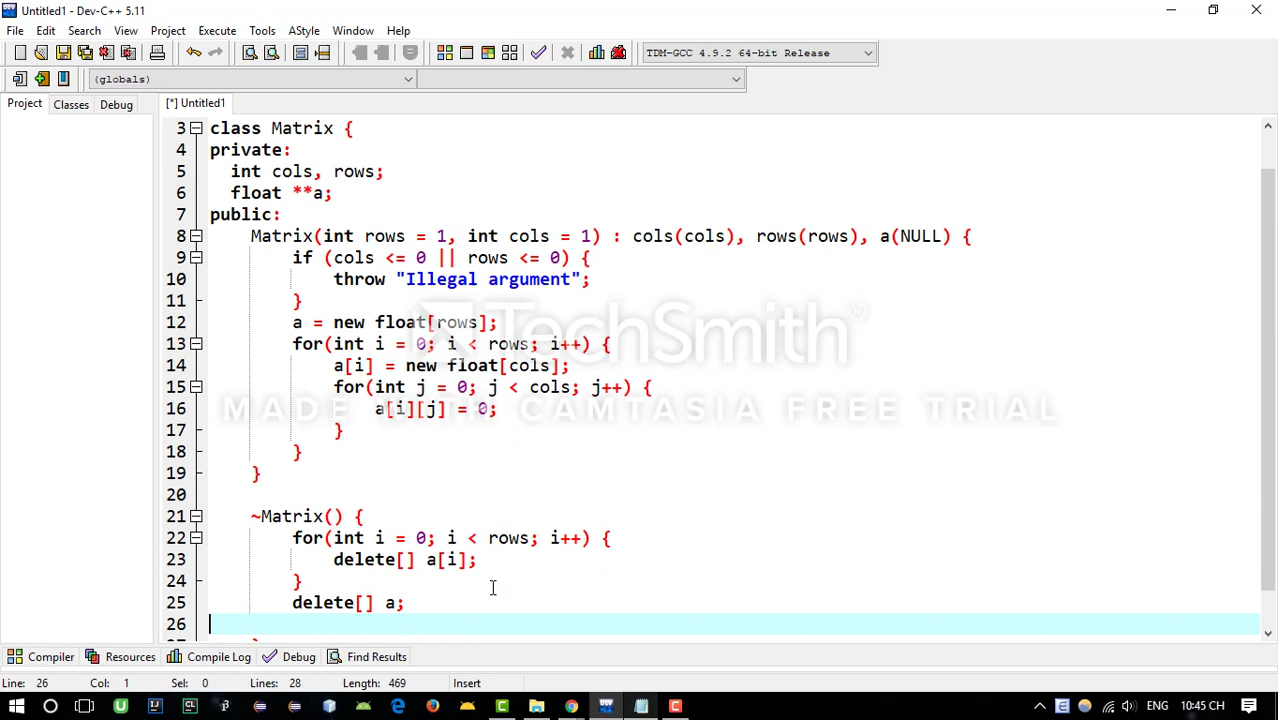 Untitled1 - Dev-C++ 5.11
File Edit Search View Project Execute Tools AStyle Window Help
TDM-GCC 4.9.2 64-bit Release
(globals)
Project Classes Debug [*] Untitled1
3 class Matrix {
4 private:
5 int cols, rows;
6 float **a;
7 public:
8 Matrix(int rows = 1, int cols = 1) : cols(cols), rows(rows), a(NULL) {
9 if (cols <= 0 || rows <= 0) {
10 throw "Illegal argument";
11 }
12 a = new float[rows];
13 for(int i = 0; i < rows; i++) {
14 a[i] = new float[cols];
15 for(int j = 0; j < cols; j++) {
16 a[i][j] = 0;
17 }
18 }
19 }
20
21 ~Matrix() {
22 for(int i = 0; i < rows; i++) {
23 delete[] a[i];
24 }
25 delete[] a;
26
TechSmith®
MADE WITH CAMTASIA FREE TRIAL
Compiler Resources Compile Log Debug Find Results
Line: 26 Col: 1 Sel: 0 Lines: 28 Length: 469 Insert
ENG 10:45 CH